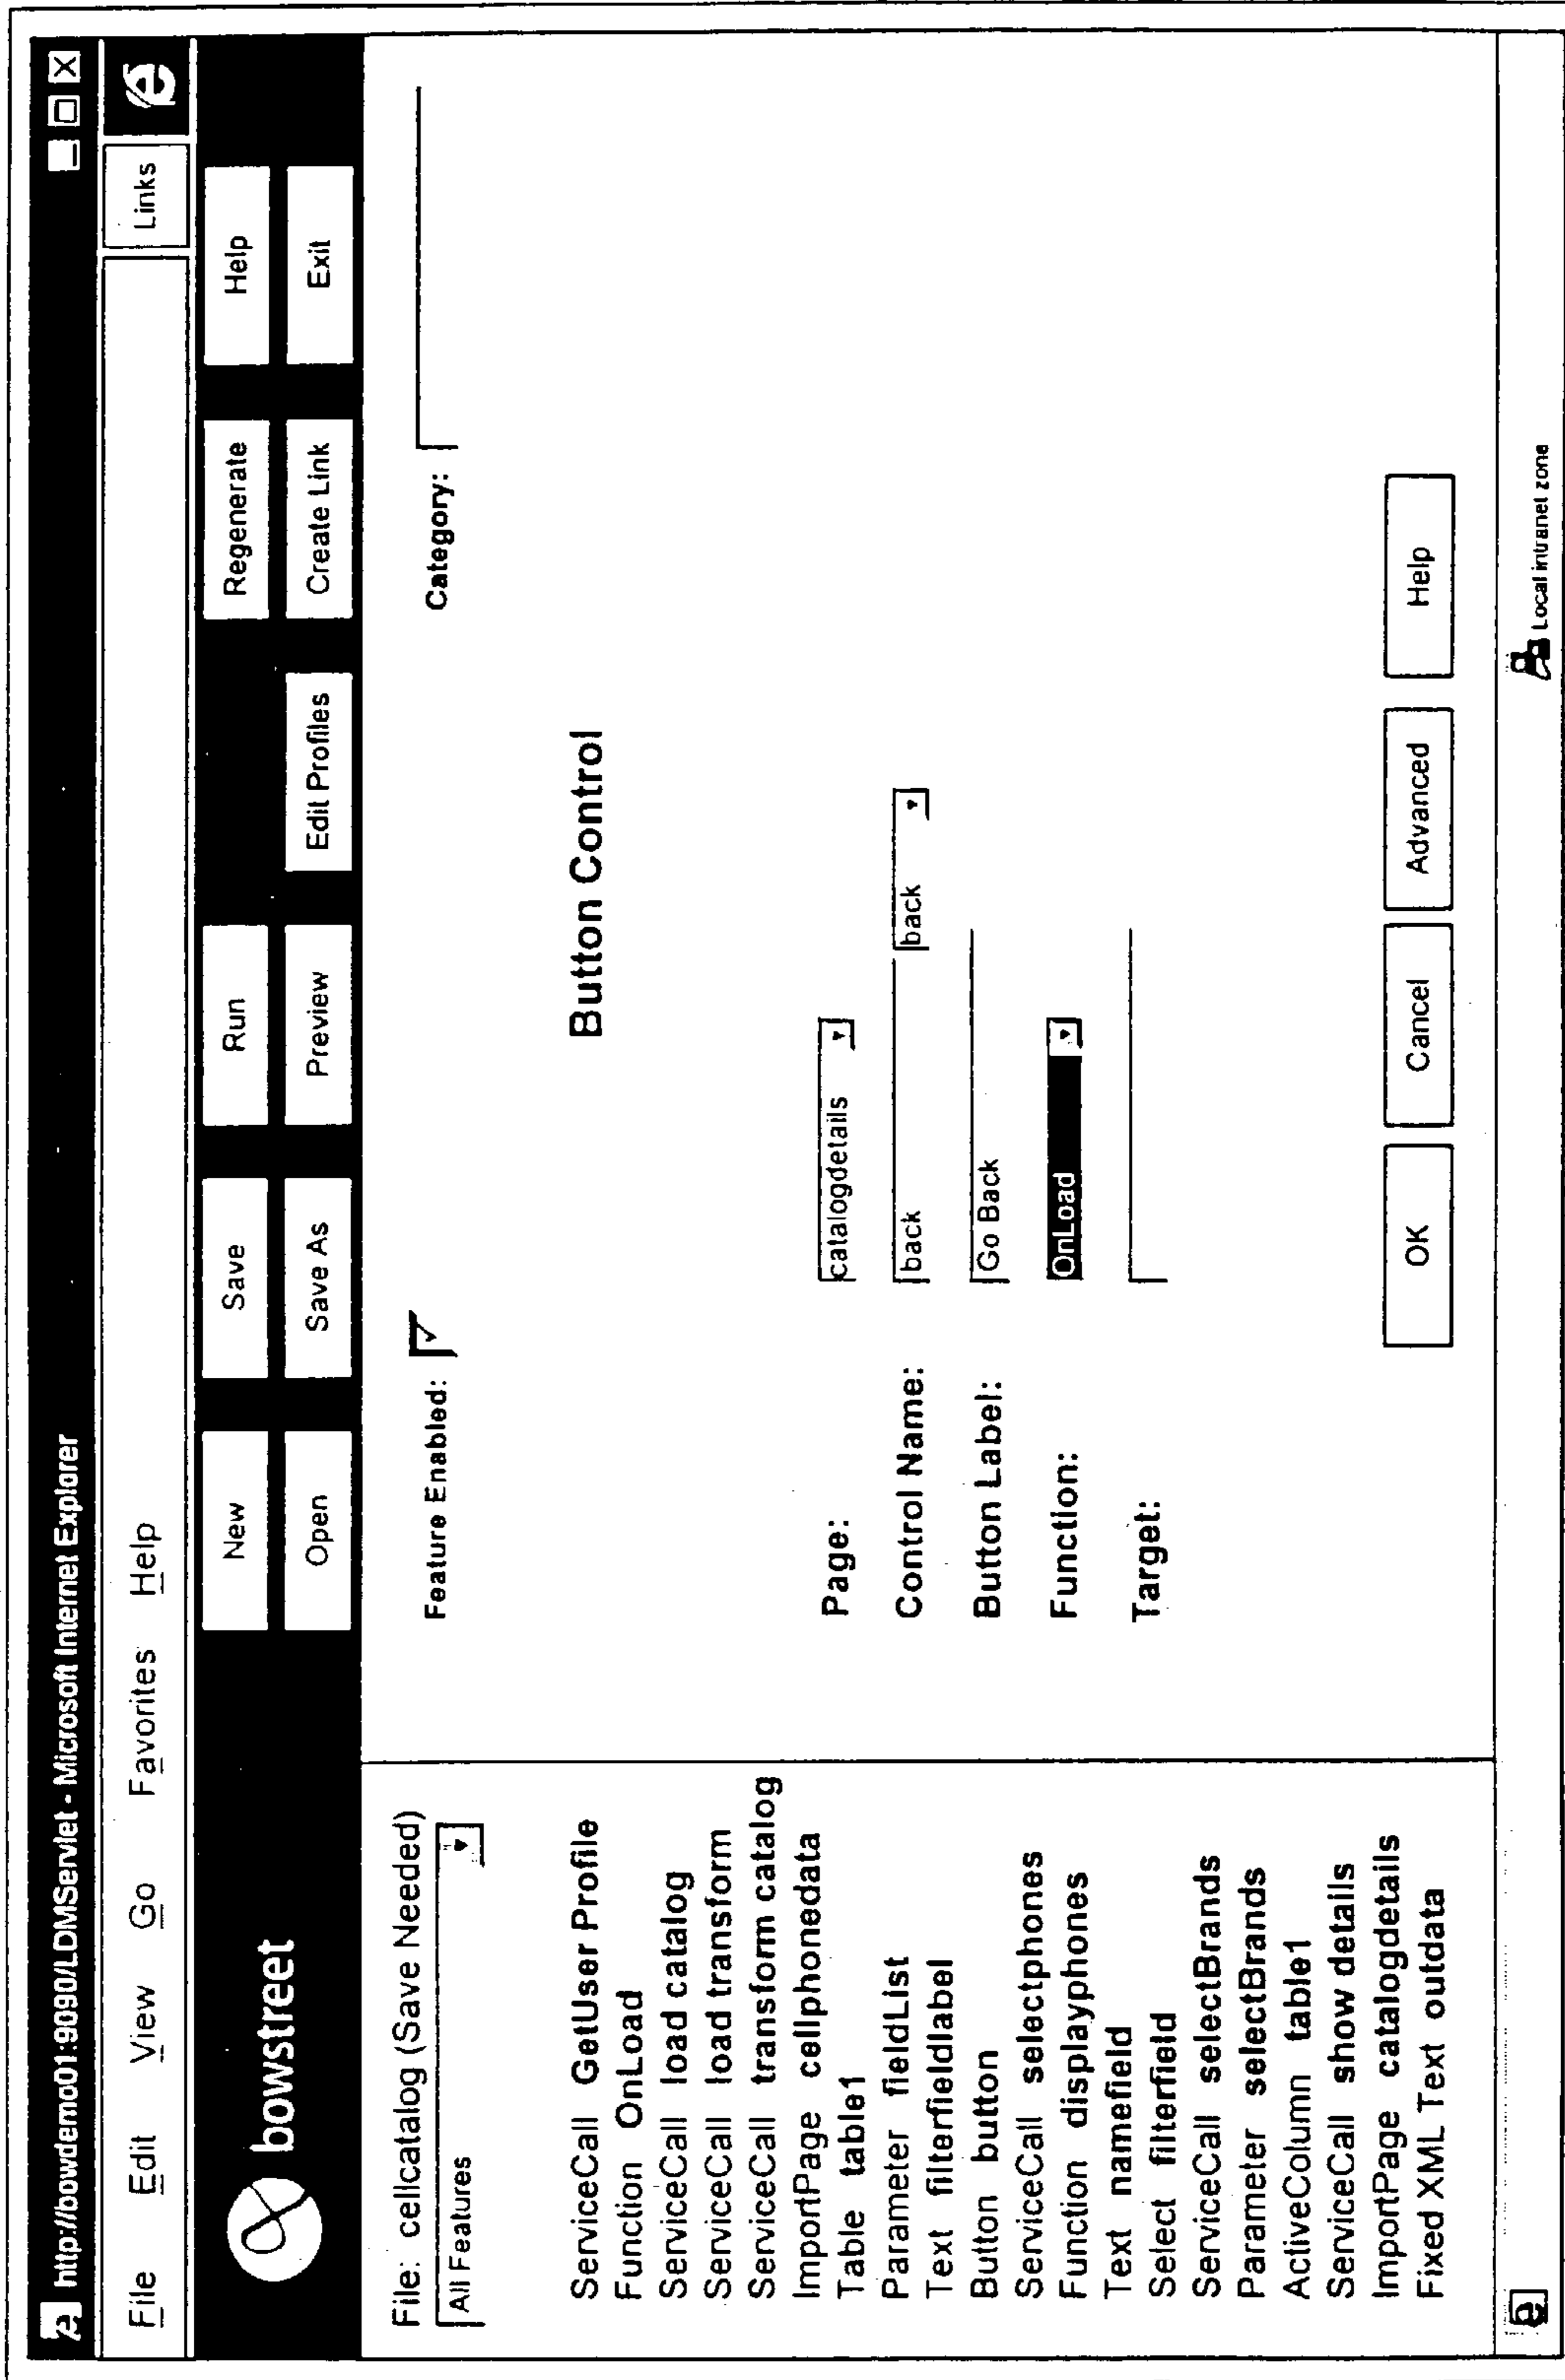 http://bowdemo01:9090/LDMServlet - Microsoft Internet Explorer
File Edit View Go Favorites Help
Links
bowstreet
New Save Run Regenerate Help
Open Save As Preview Edit Profiles Create Link Exit
File: cellcatalog (Save Needed)
All Features
ServiceCall GetUser Profile
Function OnLoad
ServiceCall load catalog
ServiceCall load transform
ServiceCall transform catalog
ImportPage cellphonedata
Table table1
Parameter fieldList
Text filterfieldlabel
Button button
ServiceCall selectphones
Function displayphones
Text namefield
Select filterfield
ServiceCall selectBrands
Parameter selectBrands
ActiveColumn table1
ServiceCall show details
ImportPage catalogdetails
Fixed XML Text outdata
Feature Enabled:
Category:
Button Control
Page: catalogdetails
Control Name: back back
Button Label: Go Back
Function: OnLoad
Target:
OK Cancel Advanced Help
Local intranet zone